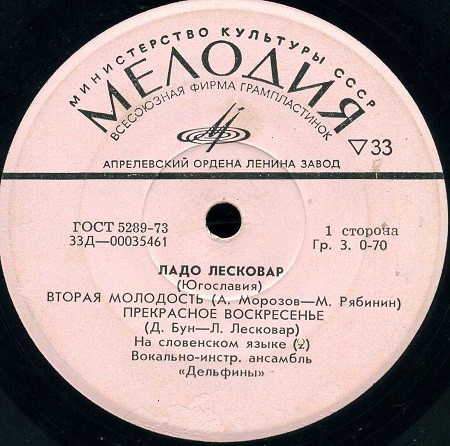 МИНИСТЕРСТВО КУЛЬТУРЫ СССР
МЕЛОДИЯ
ВСЕСОЮЗНАЯ ФИРМА ГРАМПЛАСТИНОК
▽33
АПРЕЛЕВСКИЙ ОРДЕНА ЛЕНИНА ЗАВОД
ГОСТ 5289-73
33Д—00035461
1 сторона
Гр. 3. 0-70
ЛАДО ЛЕСКОВАР
(Югославия)
ВТОРАЯ МОЛОДОСТЬ (А. Морозов—М. Рябинин)
ПРЕКРАСНОЕ ВОСКРЕСЕНЬЕ
(Д. Бун—Л. Лесковар)
На словенском языке (2)
Вокально-инстр. ансамбль
«Дельфины»